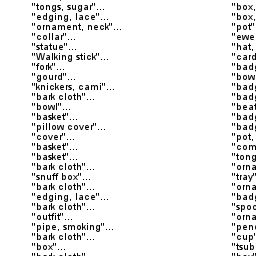 "tongs, sugar"...
"edging, lace"...
"ornament, neck"...
"collar"...
"statue"...
"Walking stick"...
"fork"...
"gourd"...
"knickers, cami"...
"bark cloth"...
"bowl"...
"basket"...
"pillow cover"...
"cover"...
"basket"...
"basket"...
"bark cloth"...
"snuff box"...
"bark cloth"...
"edging, lace"...
"bark cloth"...
"outfit"...
"pipe, smoking"...
"bark cloth"...
"box"...
"box,
"box,
"pot"
"ewe
"hat,
"card
"badg
"bow
"badg
"badg
"beat
"badg
"badg
"pot,
"com
"tong
"orna
"tray"
"orna
"badg
"spoo
"orna
"penc
"cup"
"tsub